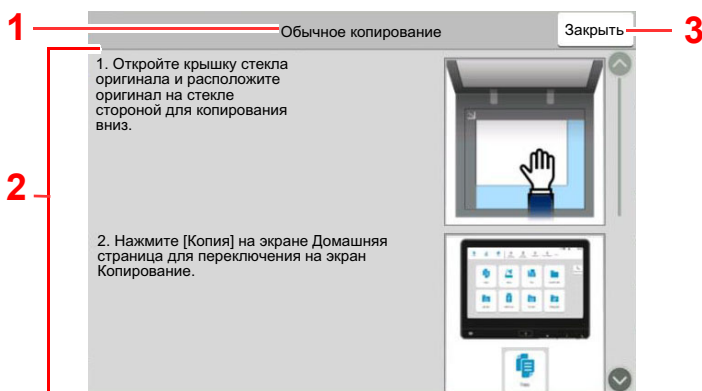 1
Обычное копирование
Закрыть
3
2
1. Откройте крышку стекла
оригинала и расположите
оригинал на стекле
стороной для копирования
вниз.
2. Нажмите [Копия] на экране Домашняя
страница для переключения на экран
Копирование.